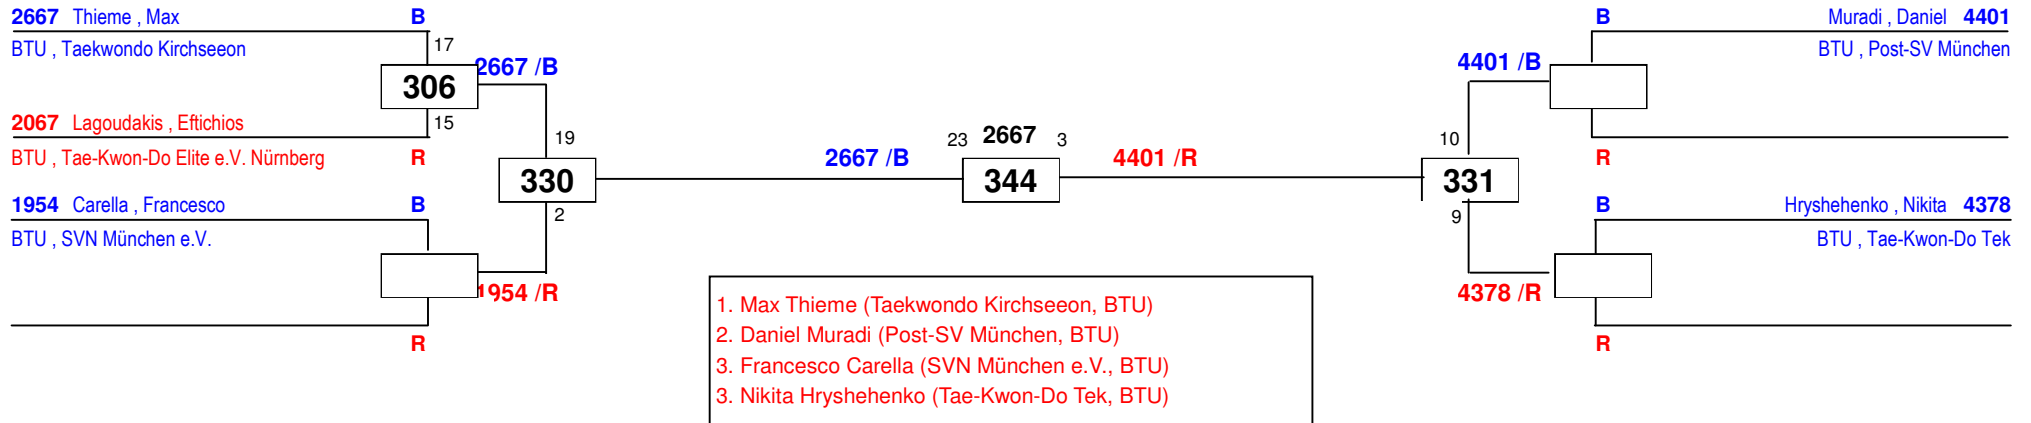 2667 Thieme , Max B
BTU , Taekwondo Kirchseeon
17
306
2667 /B
15
2067 Lagoudakis , Eftichios
BTU , Tae-Kwon-Do Elite e.V. Nürnberg R
19
330
2
1954 Carella , Francesco B
BTU , SVN München e.V.
1954 /R
R
2667 /B
23 2667 3
344
4401 /R
B Muradi , Daniel 4401
BTU , Post-SV München
4401 /B
R
10
331
9
B Hryshehenko , Nikita 4378
BTU , Tae-Kwon-Do Tek
4378 /R
R
1. Max Thieme (Taekwondo Kirchseeon, BTU)
2. Daniel Muradi (Post-SV München, BTU)
3. Francesco Carella (SVN München e.V., BTU)
3. Nikita Hryshehenko (Tae-Kwon-Do Tek, BTU)